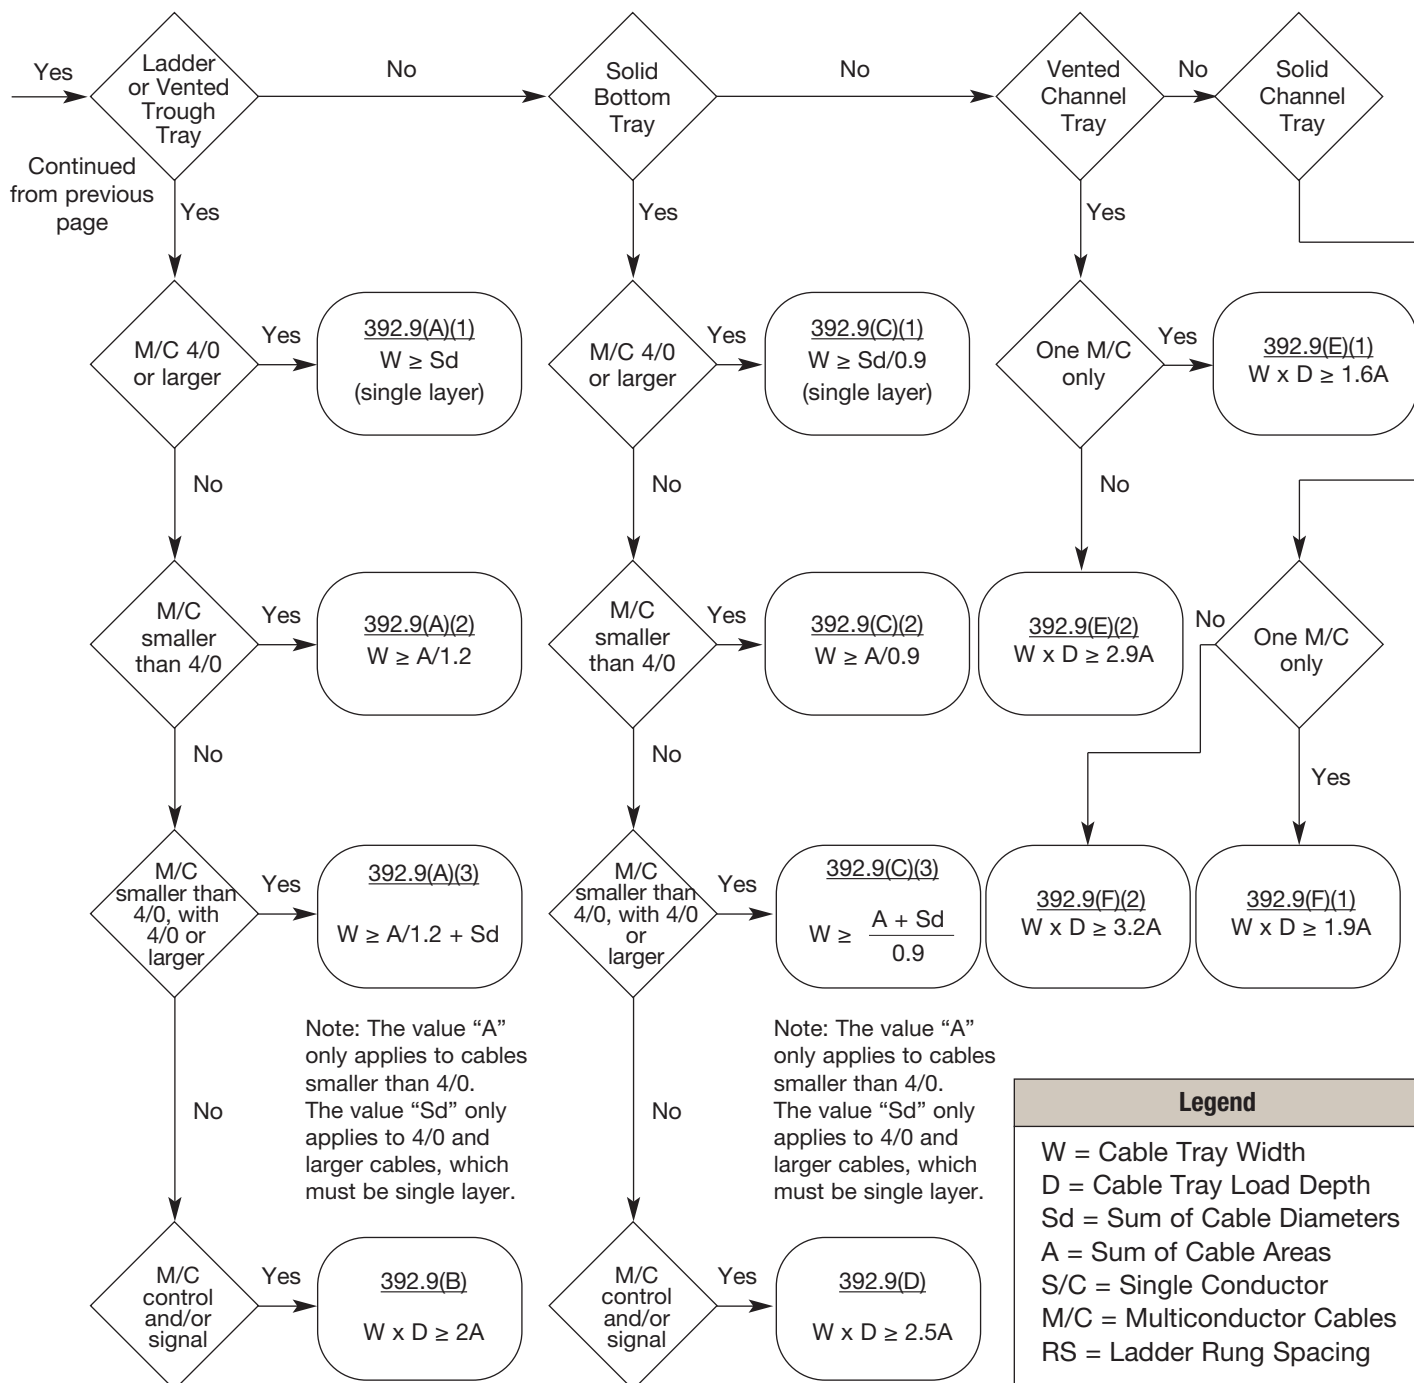 Yes
Ladder
or Vented
Trough
Tray
No
Solid
Bottom
Tray
No
Vented
Channel
Tray
No
Solid
Channel
Tray
Continued
from previous
page
Yes
Yes
Yes
M/C 4/0
or larger
Yes
392.9(A)(1)
W ≥ Sd
(single layer)
M/C 4/0
or larger
Yes
392.9(C)(1)
W ≥ Sd/0.9
(single layer)
One M/C
only
Yes
392.9(E)(1)
W x D ≥ 1.6A
No
No
No
M/C
smaller
than 4/0
Yes
392.9(A)(2)
W ≥ A/1.2
M/C
smaller
than 4/0
Yes
392.9(C)(2)
W ≥ A/0.9
392.9(E)(2)
W x D ≥ 2.9A
No
One M/C
only
No
No
Yes
M/C
smaller than
4/0, with
4/0 or
larger
Yes
392.9(A)(3)
W ≥ A/1.2 + Sd
M/C
smaller than
4/0, with 4/0
or
larger
Yes
392.9(C)(3)
W ≥ A + Sd
0.9
392.9(F)(2)
W x D ≥ 3.2A
392.9(F)(1)
W x D ≥ 1.9A
No
Note: The value “A”
only applies to cables
smaller than 4/0.
The value “Sd” only
applies to 4/0 and
larger cables, which
must be single layer.
No
Note: The value “A”
only applies to cables
smaller than 4/0.
The value “Sd” only
applies to 4/0 and
larger cables, which
must be single layer.
M/C
control
and/or
signal
Yes
392.9(B)
W x D ≥ 2A
M/C
control
and/or
signal
Yes
392.9(D)
W x D ≥ 2.5A
Legend
W = Cable Tray Width
D = Cable Tray Load Depth
Sd = Sum of Cable Diameters
A = Sum of Cable Areas
S/C = Single Conductor
M/C = Multiconductor Cables
RS = Ladder Rung Spacing